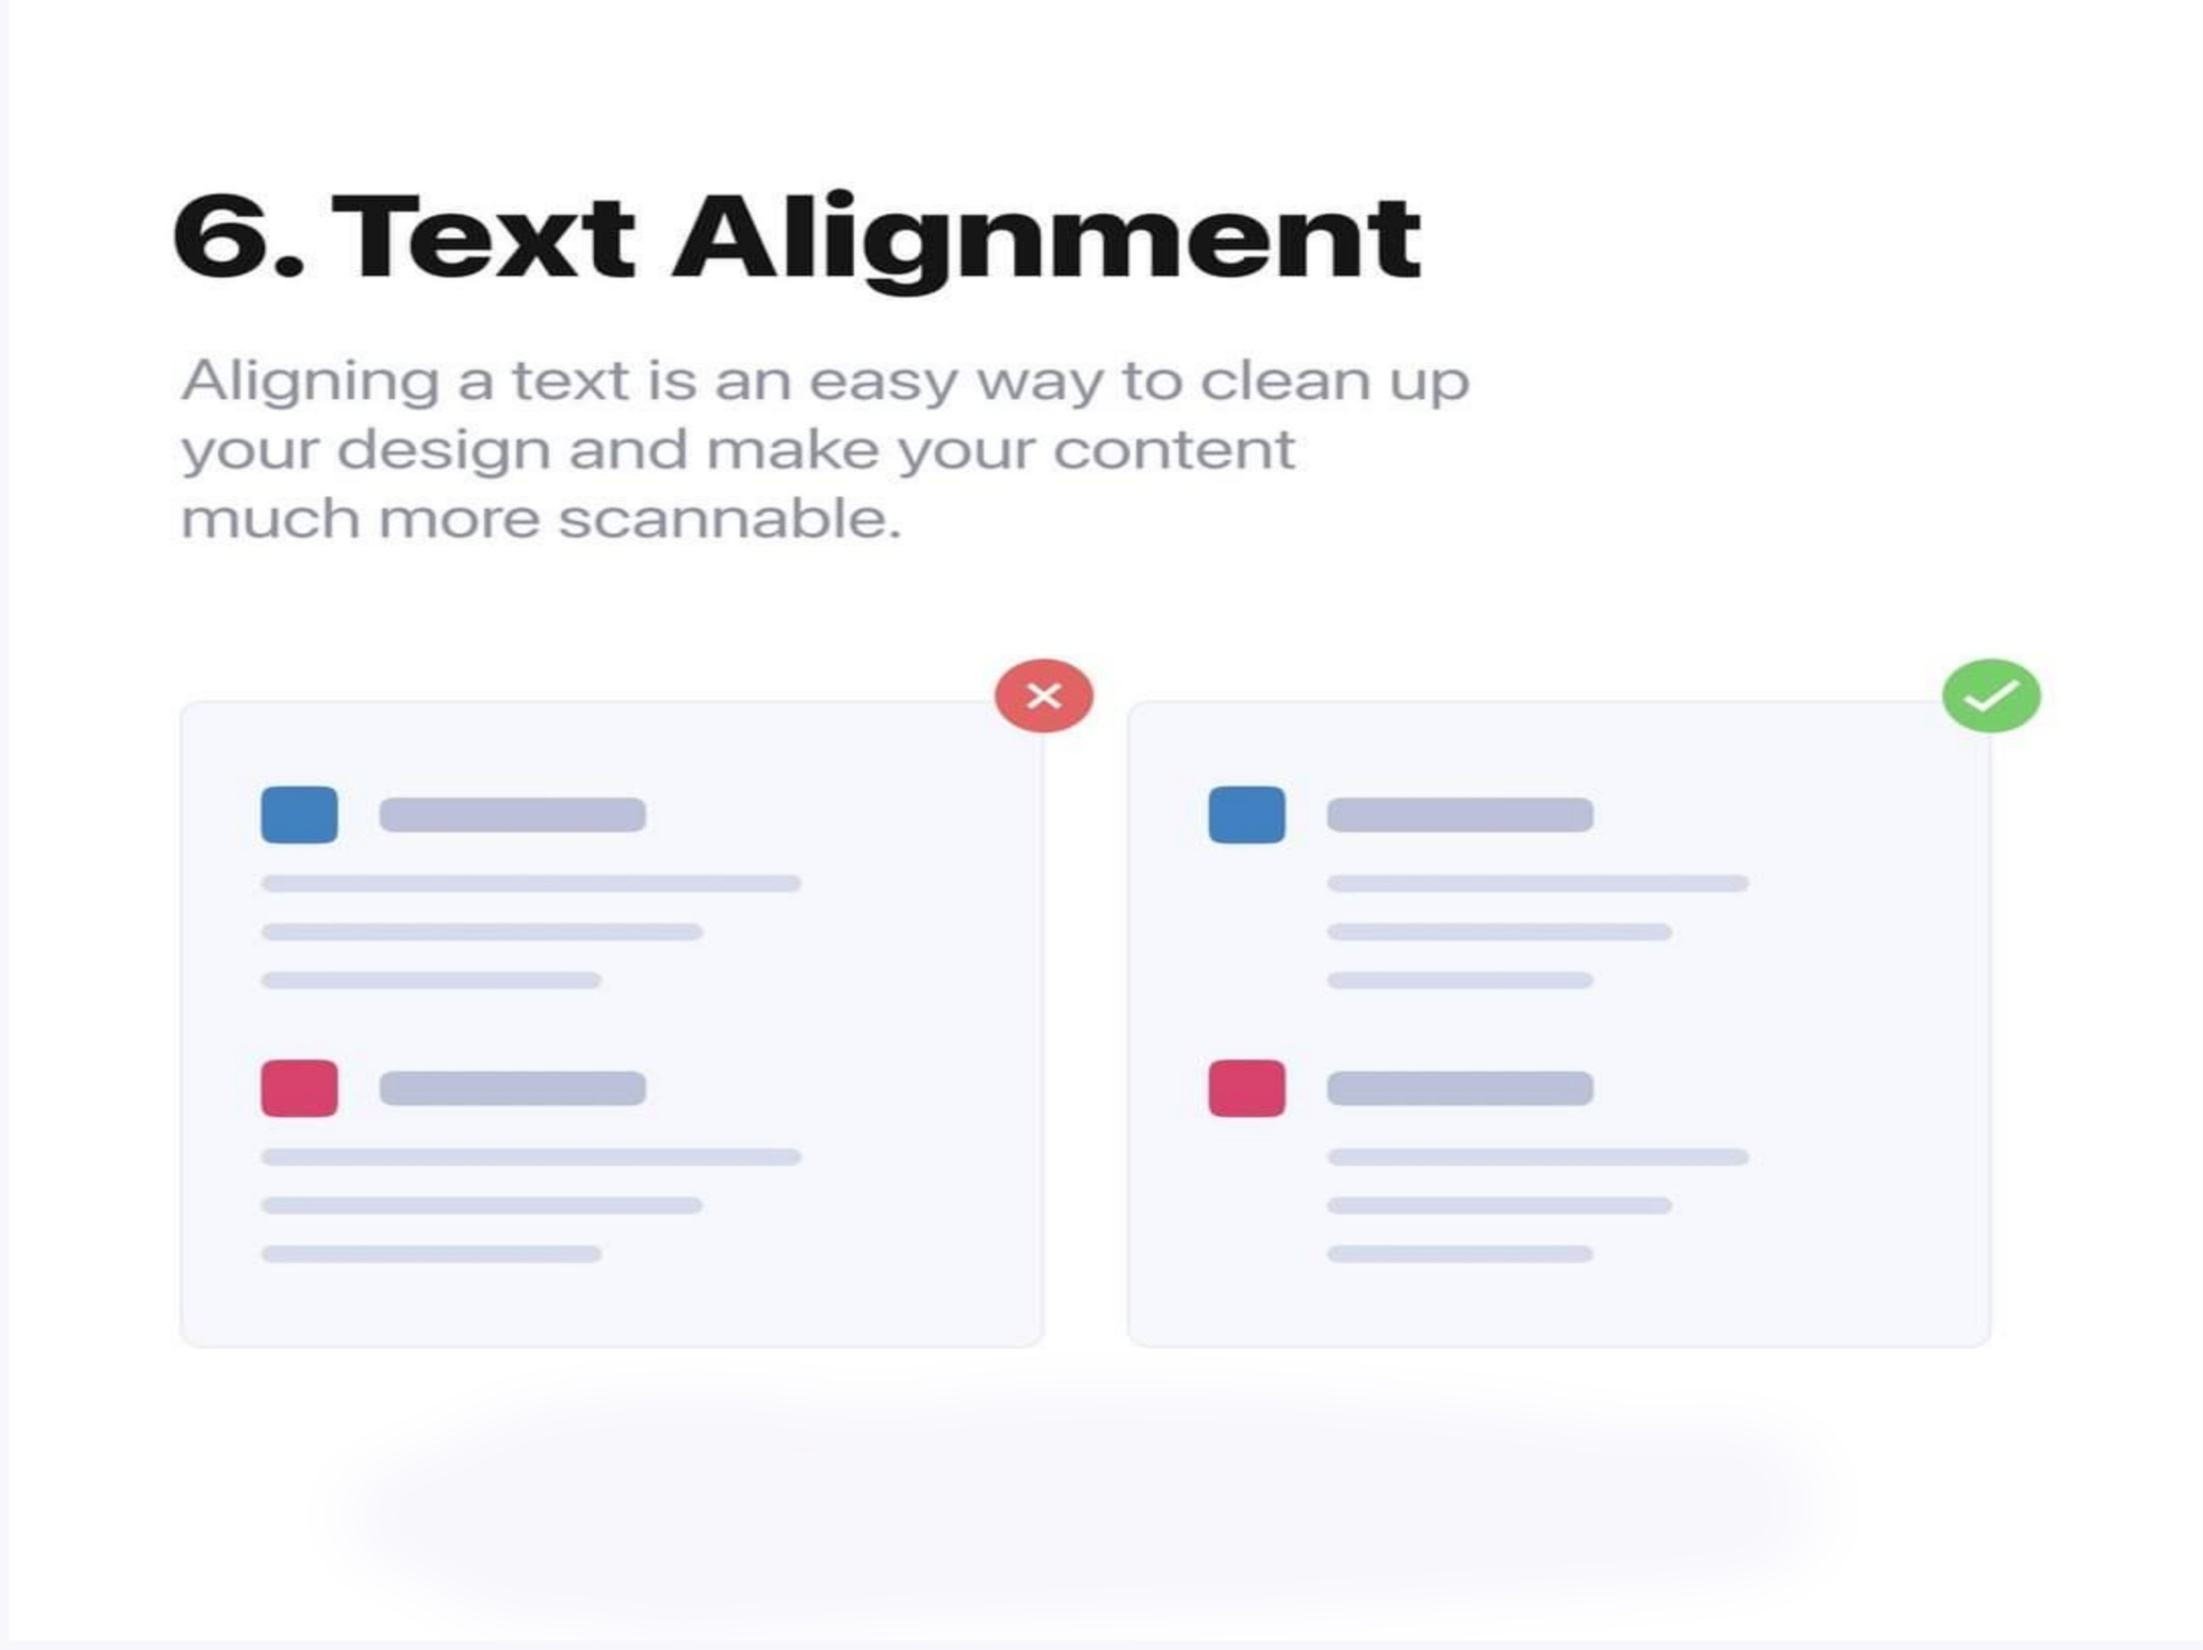 6. Text Alignment
Aligning a text is an easy way to clean up
your design and make your content
much more scannable.